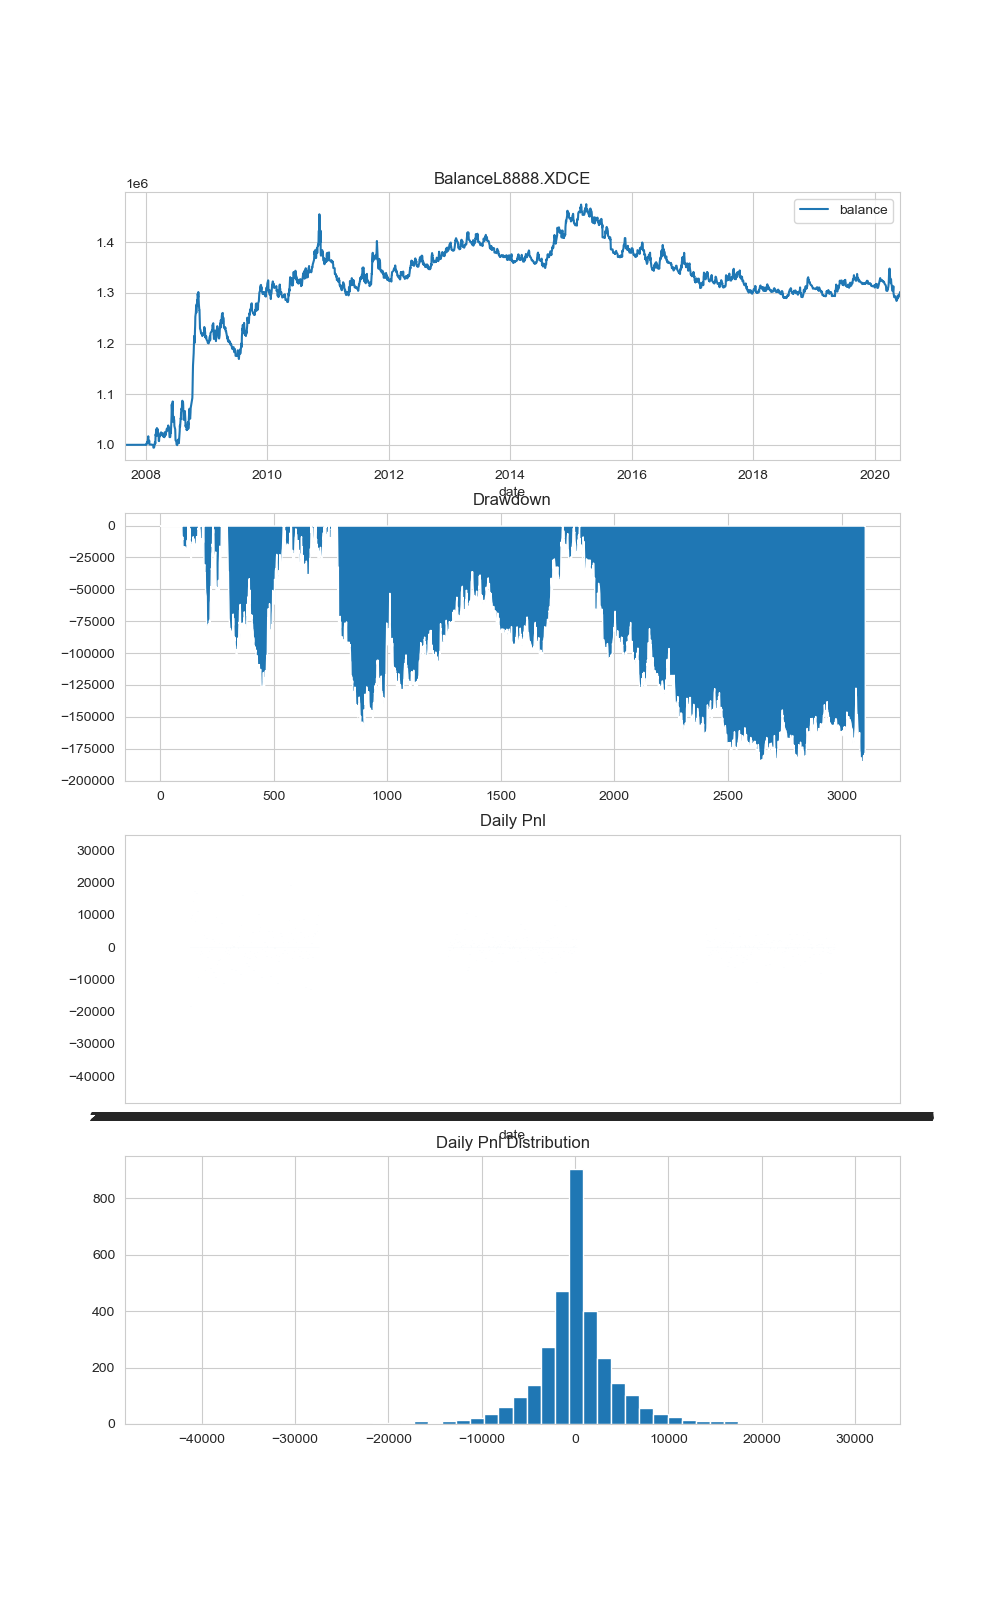 BalanceL8888.XDCE
1e6
balance
1.4
1.3
1.2
1.1
1.0
2008 2010 2012 2014 2016 2018 2020
date
Drawdown
0
−25000
−50000
−75000
−100000
−125000
−150000
−175000
−200000
0 500 1000 1500 2000 2500 3000
Daily Pnl
30000
20000
10000
0
−10000
−20000
−30000
−40000
date
Daily Pnl Distribution
800
600
400
200
0
−40000 −30000 −20000 −10000 0 10000 20000 30000